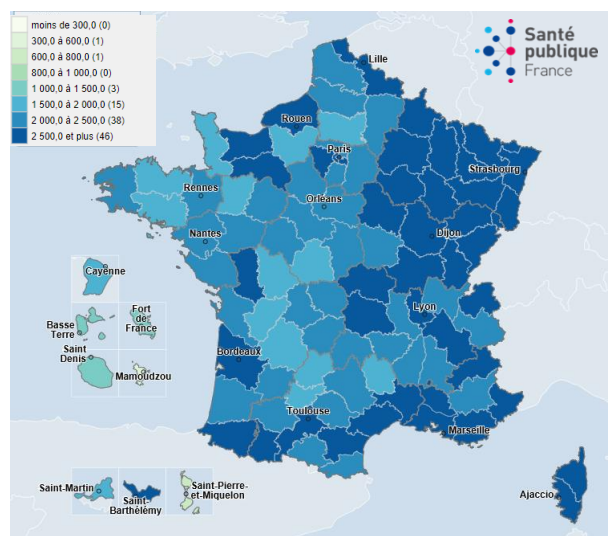 moins de 300,0 (0)
300,0 à 600,0 (1)
600,0 à 800,0 (1)
800,0 à 1 000,0 (0)
1 000,0 à 1 500,0 (3)
1 500,0 à 2 000,0 (15)
2 000,0 à 2 500,0 (38)
2 500,0 et plus (46)
Santé
publique
France
Lille
Rouen
Paris
Strasbourg
Rennes
Orléans
Nantes
Dijon
Cayenne
Lyon
Basse
Terre
Fort
de
France
Saint
Denis
Mamoudzou
Bordeaux
Toulouse
Marseille
Saint-Martin
Saint-
Barthélémy
Saint-Pierre-
et-Miquelon
Ajaccio